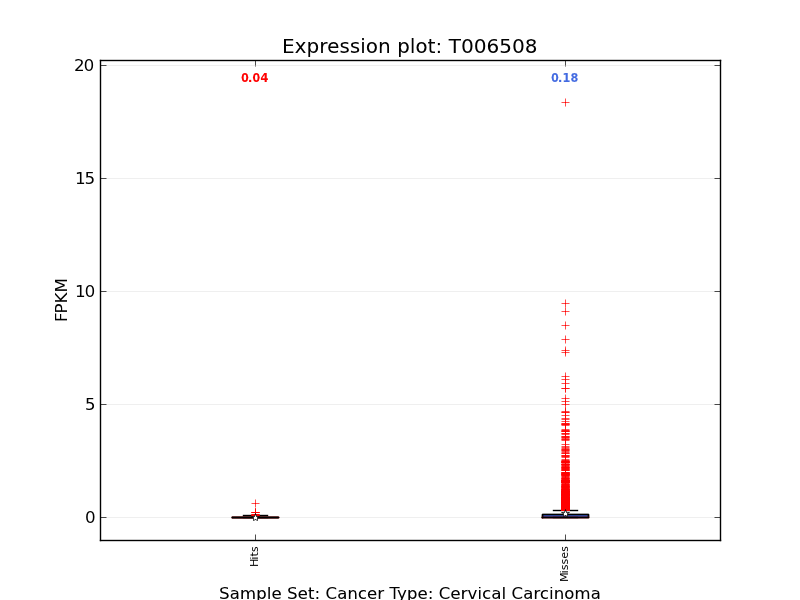 Expression plot: T006508
20
0.04
0.18
15
FPKM
10
5
0
Hits
Misses
Sample Set: Cancer Type: Cervical Carcinoma